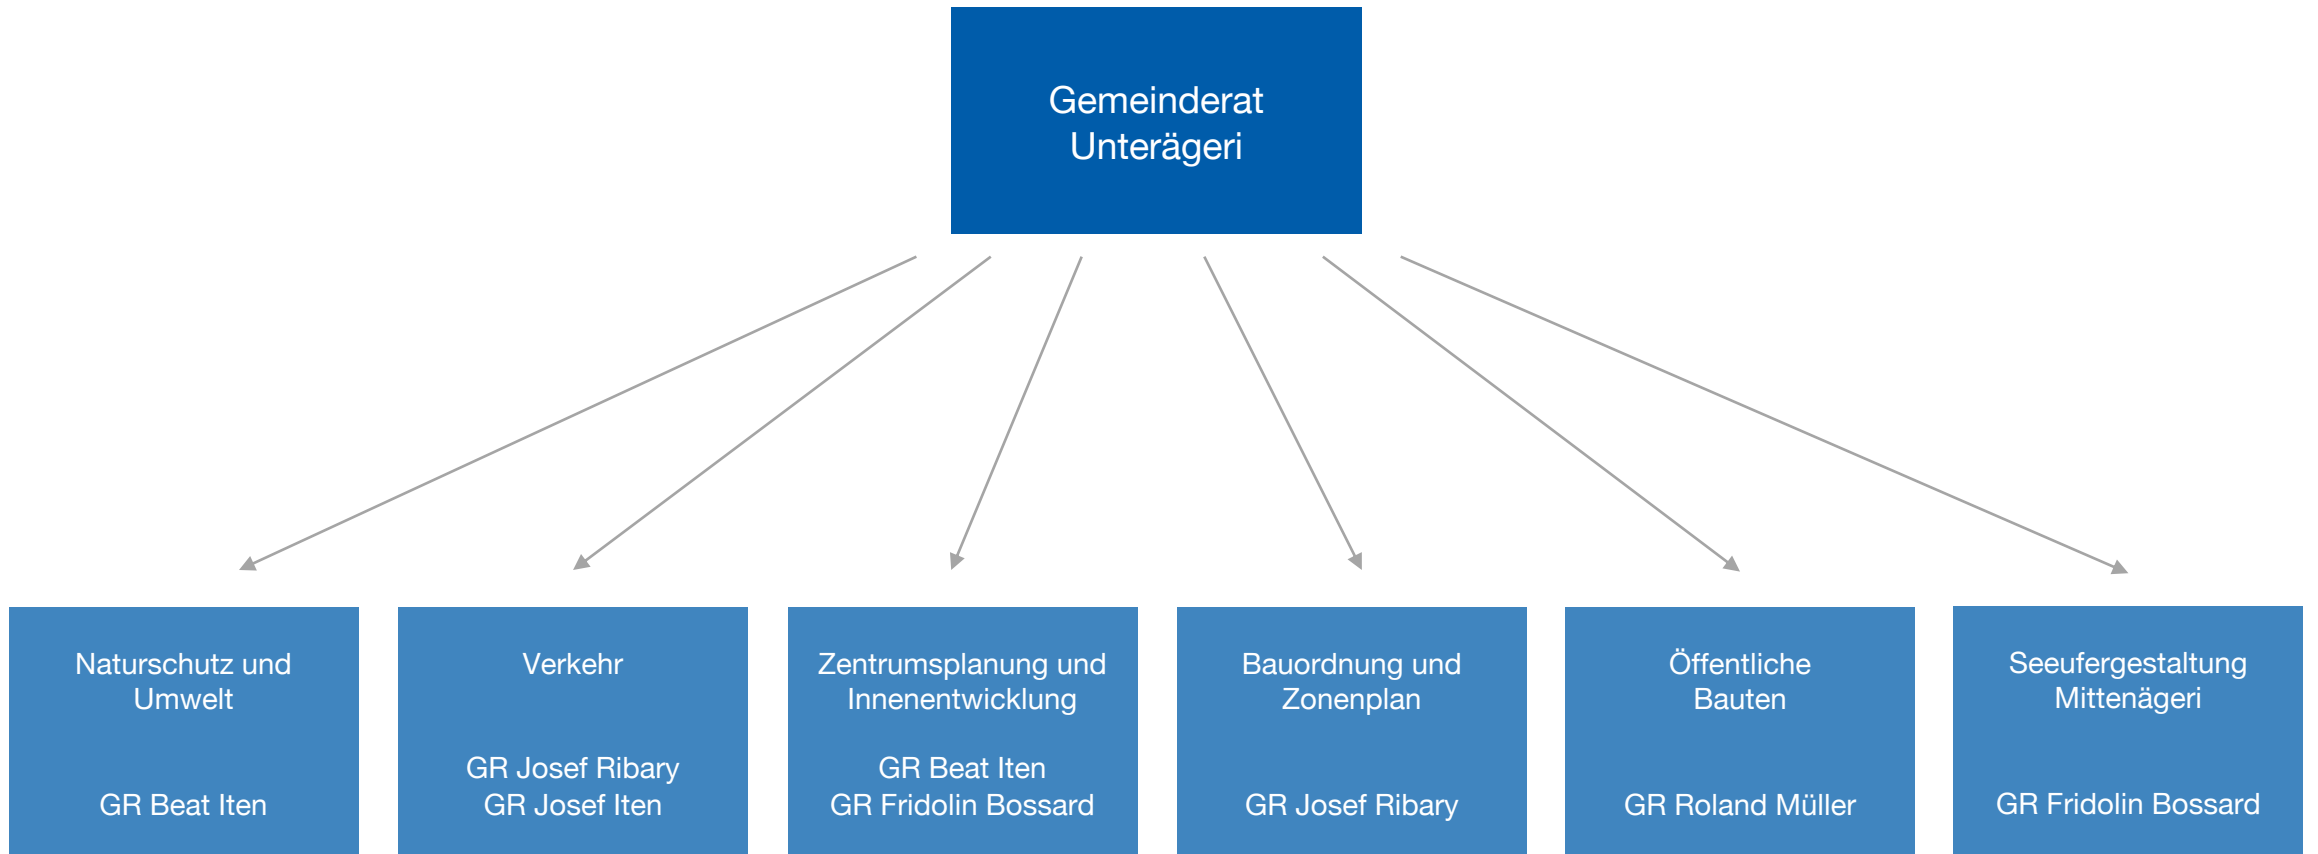 Gemeinderat
Unterägeri
Naturschutz und
Umwelt
GR Beat Iten
Verkehr
GR Josef Ribary
GR Josef Iten
Zentrumsplanung und
Innenentwicklung
GR Beat Iten
GR Fridolin Bossard
Bauordnung und
Zonenplan
GR Josef Ribary
Öffentliche
Bauten
GR Roland Müller
Seeufergestaltung
Mittenägeri
GR Fridolin Bossard